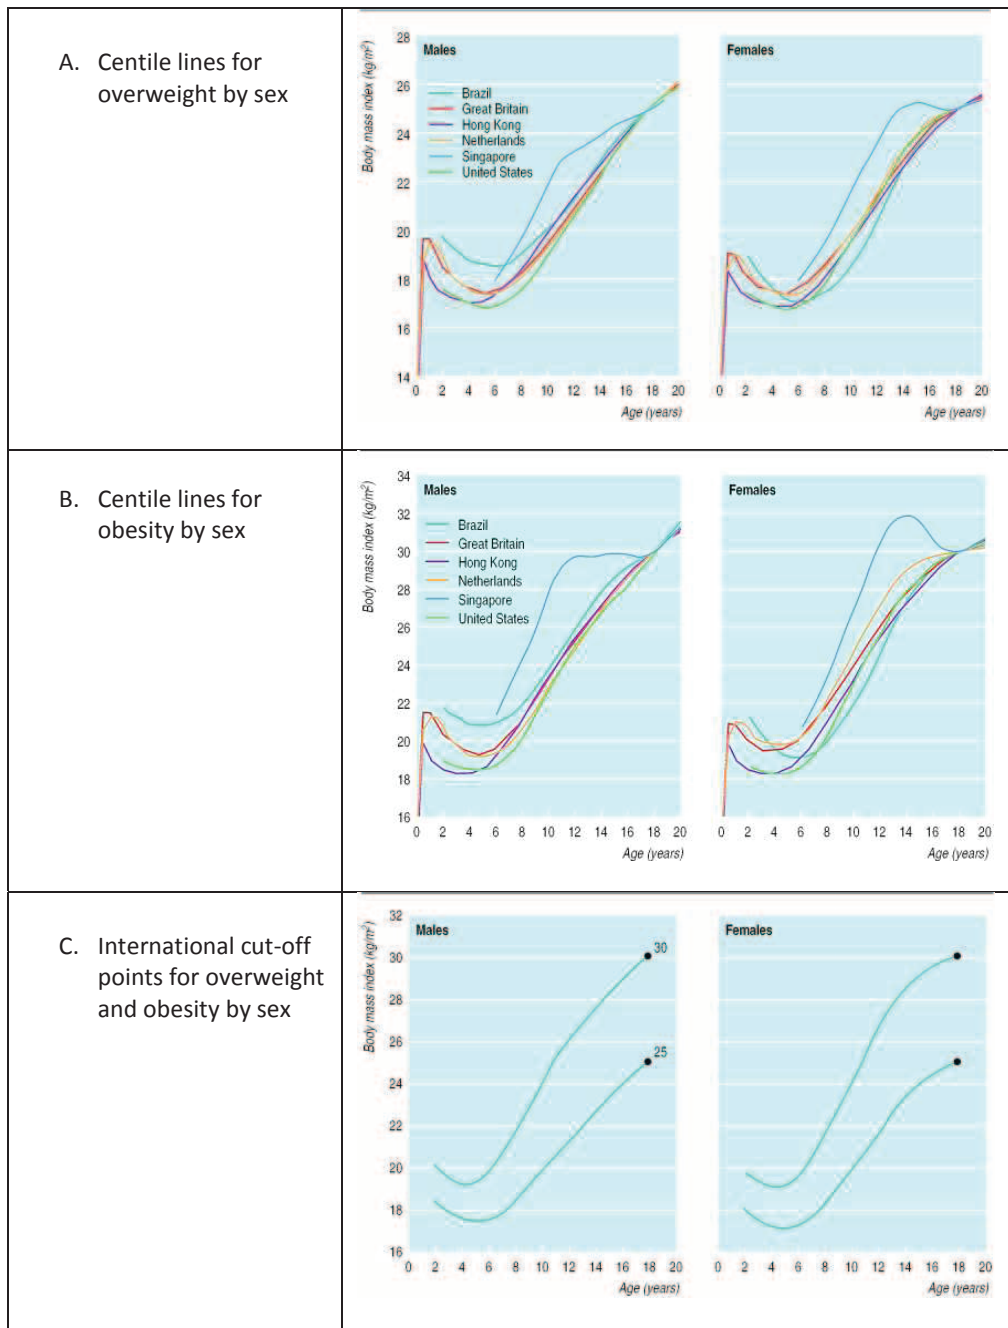 A. Centile lines for
overweight by sex
Body mass index (kg/m²)
28
26
24
22
20
18
16
14
Males
Brazil
Great Britain
Hong Kong
Netherlands
Singapore
United States
0 2 4 6 8 10 12 14 16 18 20
Age (years)
Females
0 2 4 6 8 10 12 14 16 18 20
Age (years)
B. Centile lines for
obesity by sex
Body mass index (kg/m²)
34
32
30
28
26
24
22
20
18
16
Males
Brazil
Great Britain
Hong Kong
Netherlands
Singapore
United States
0 2 4 6 8 10 12 14 16 18 20
Age (years)
Females
0 2 4 6 8 10 12 14 16 18 20
Age (years)
C. International cut-off
points for overweight
and obesity by sex
Body mass index (kg/m²)
32
30
28
26
24
22
20
18
16
Males
30
25
0 2 4 6 8 10 12 14 16 18 20
Age (years)
Females
0 2 4 6 8 10 12 14 16 18 20
Age (years)